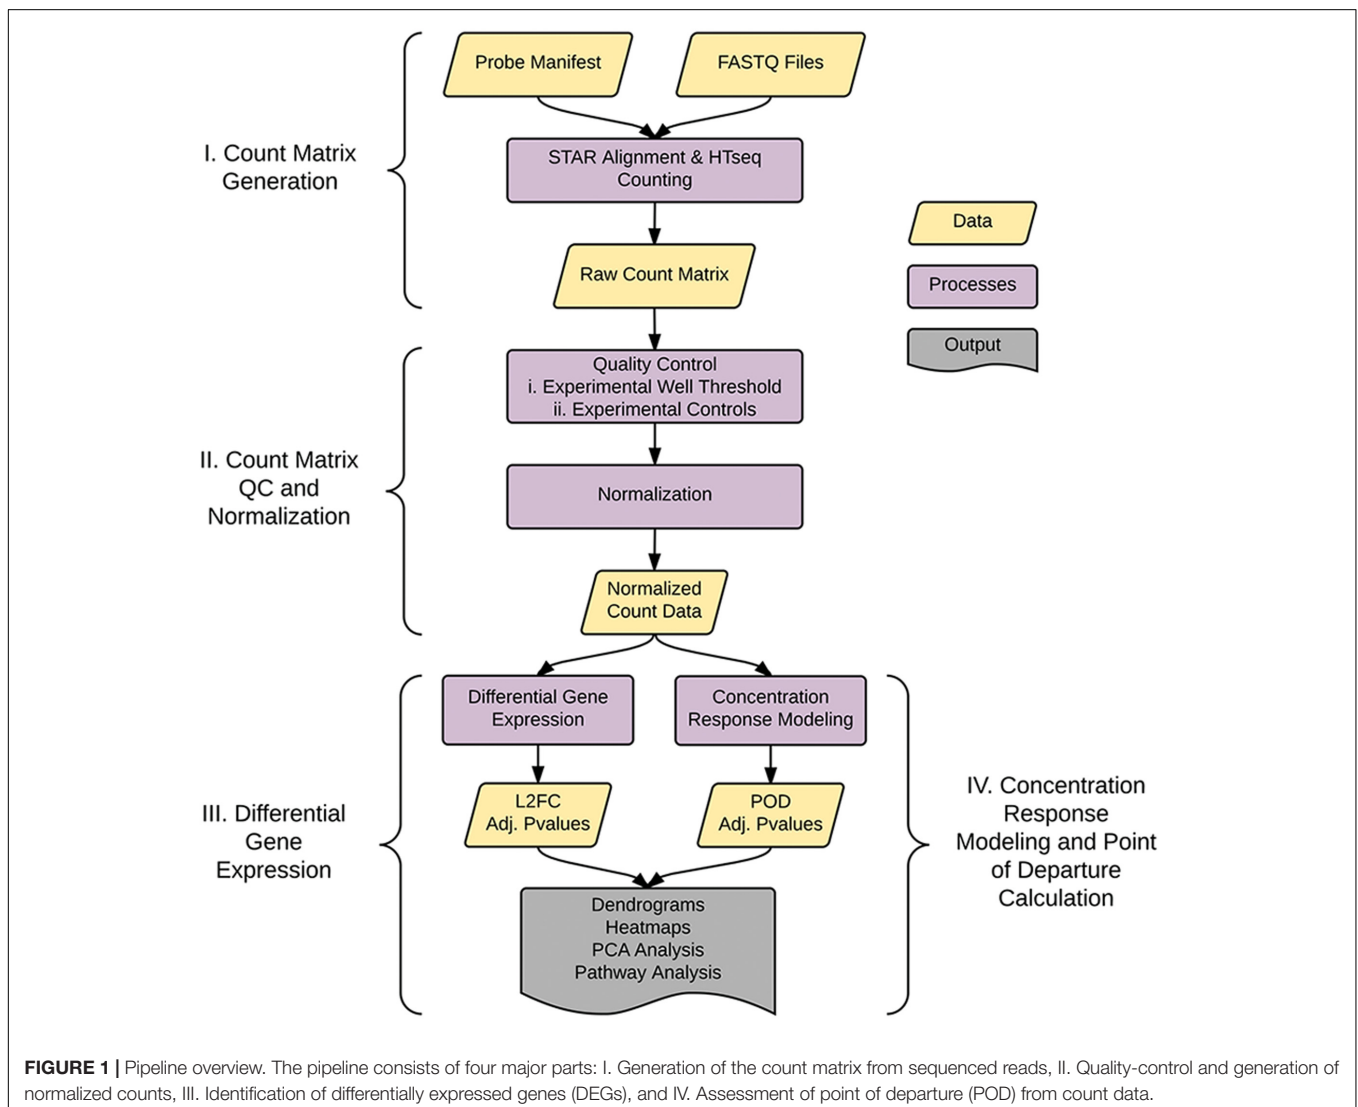 Probe Manifest
FASTQ Files
I. Count Matrix
Generation
STAR Alignment & HTseq
Counting
Raw Count Matrix
Data
Processes
Output
II. Count Matrix
QC and
Normalization
Quality Control
i. Experimental Well Threshold
ii. Experimental Controls
Normalization
Normalized
Count Data
III. Differential
Gene
Expression
Differential Gene
Expression
Concentration
Response Modeling
L2FC
Adj. Pvalues
POD
Adj. Pvalues
IV. Concentration
Response
Modeling and Point
of Departure
Calculation
Dendrograms
Heatmaps
PCA Analysis
Pathway Analysis
FIGURE 1 | Pipeline overview. The pipeline consists of four major parts: I. Generation of the count matrix from sequenced reads, II. Quality-control and generation of
normalized counts, III. Identification of differentially expressed genes (DEGs), and IV. Assessment of point of departure (POD) from count data.